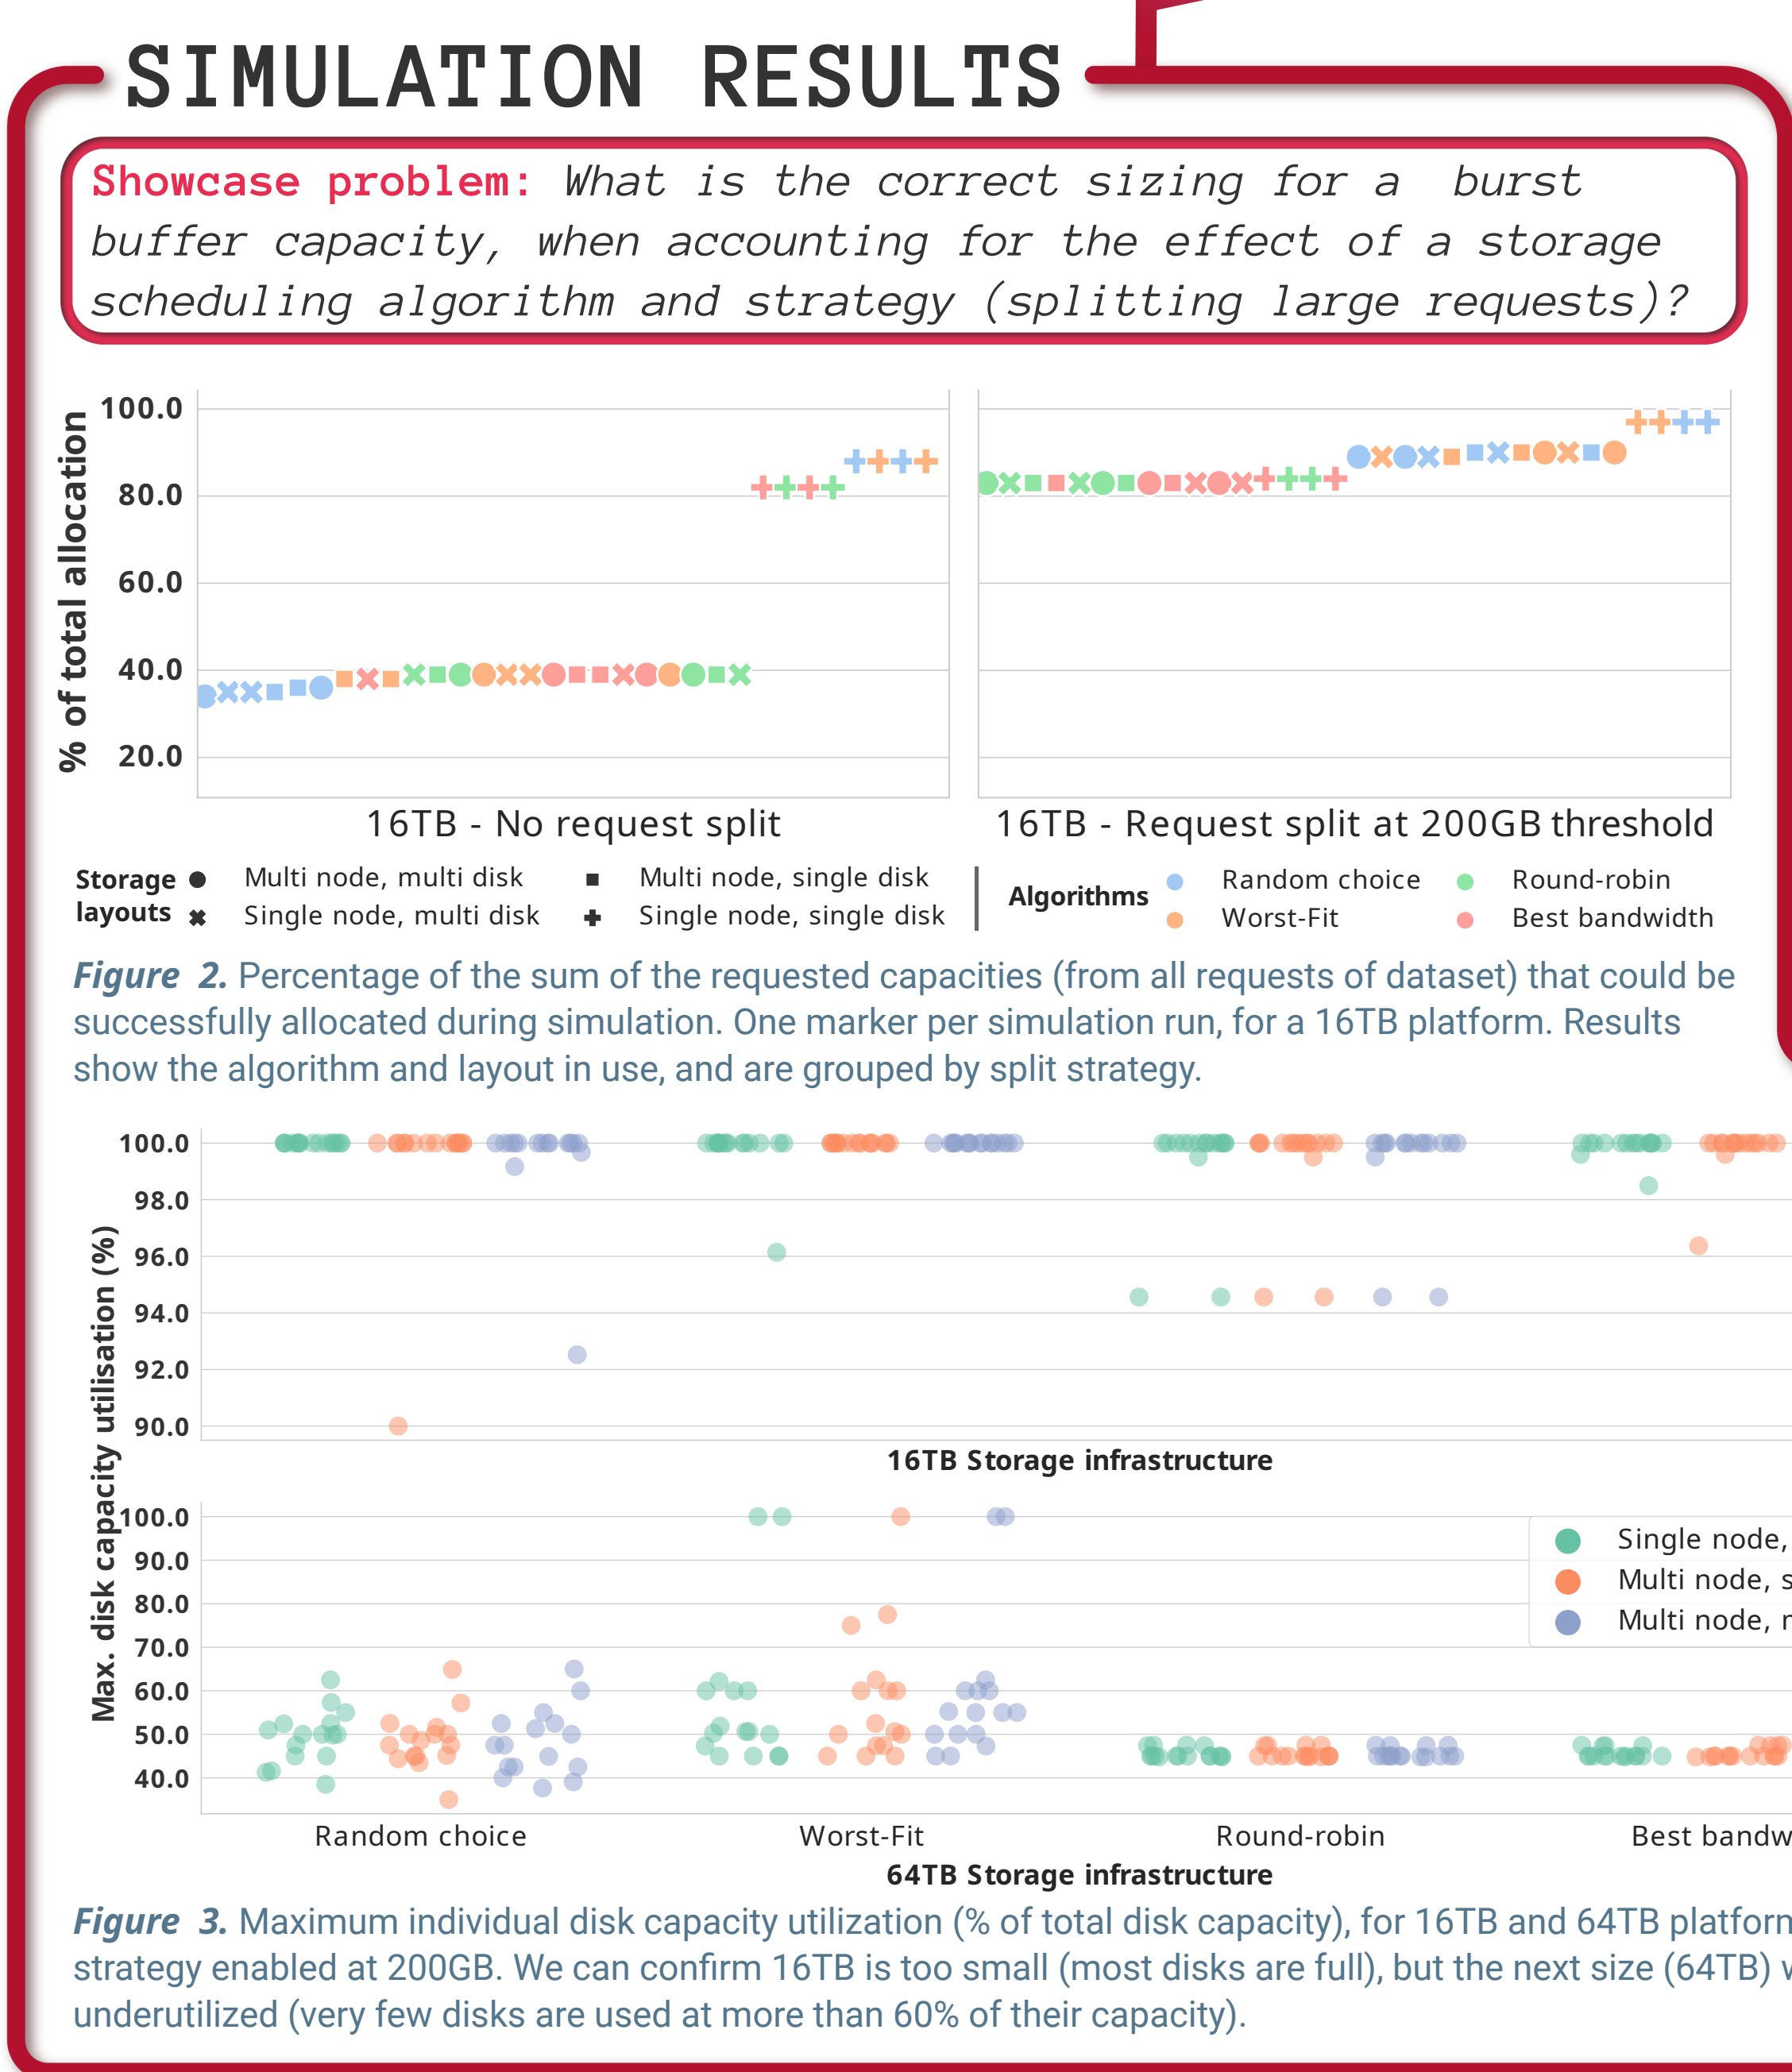 SIMULATION RESULTS
Showcase problem: What is the correct sizing for a burst
buffer capacity, when accounting for the effect of a storage
scheduling algorithm and strategy (splitting large requests)?
% of total allocation
100.0
80.0
60.0
40.0
20.0
16TB - No request split
16TB - Request split at 200GB threshold
Storage layouts
Multi node, multi disk
Multi node, single disk
Single node, multi disk
Single node, single disk
Algorithms
Random choice
Round-robin
Worst-Fit
Best bandwidth
Figure 2. Percentage of the sum of the requested capacities (from all requests of dataset) that could be
successfully allocated during simulation. One marker per simulation run, for a 16TB platform. Results
show the algorithm and layout in use, and are grouped by split strategy.
Max. disk capacity utilisation (%)
100.0
98.0
96.0
94.0
92.0
90.0
16TB Storage infrastructure
100.0
90.0
80.0
70.0
60.0
50.0
40.0
Single node,
Multi node,
Multi node,
Random choice
Worst-Fit
Round-robin
Best
64TB Storage infrastructure
Figure 3. Maximum individual disk capacity utilization (% of total disk capacity), for 16TB and 64TB
strategy enabled at 200GB. We can confirm 16TB is too small (most disks are full), but the next size (64TB)
underutilized (very few disks are used at more than 60% of their capacity).